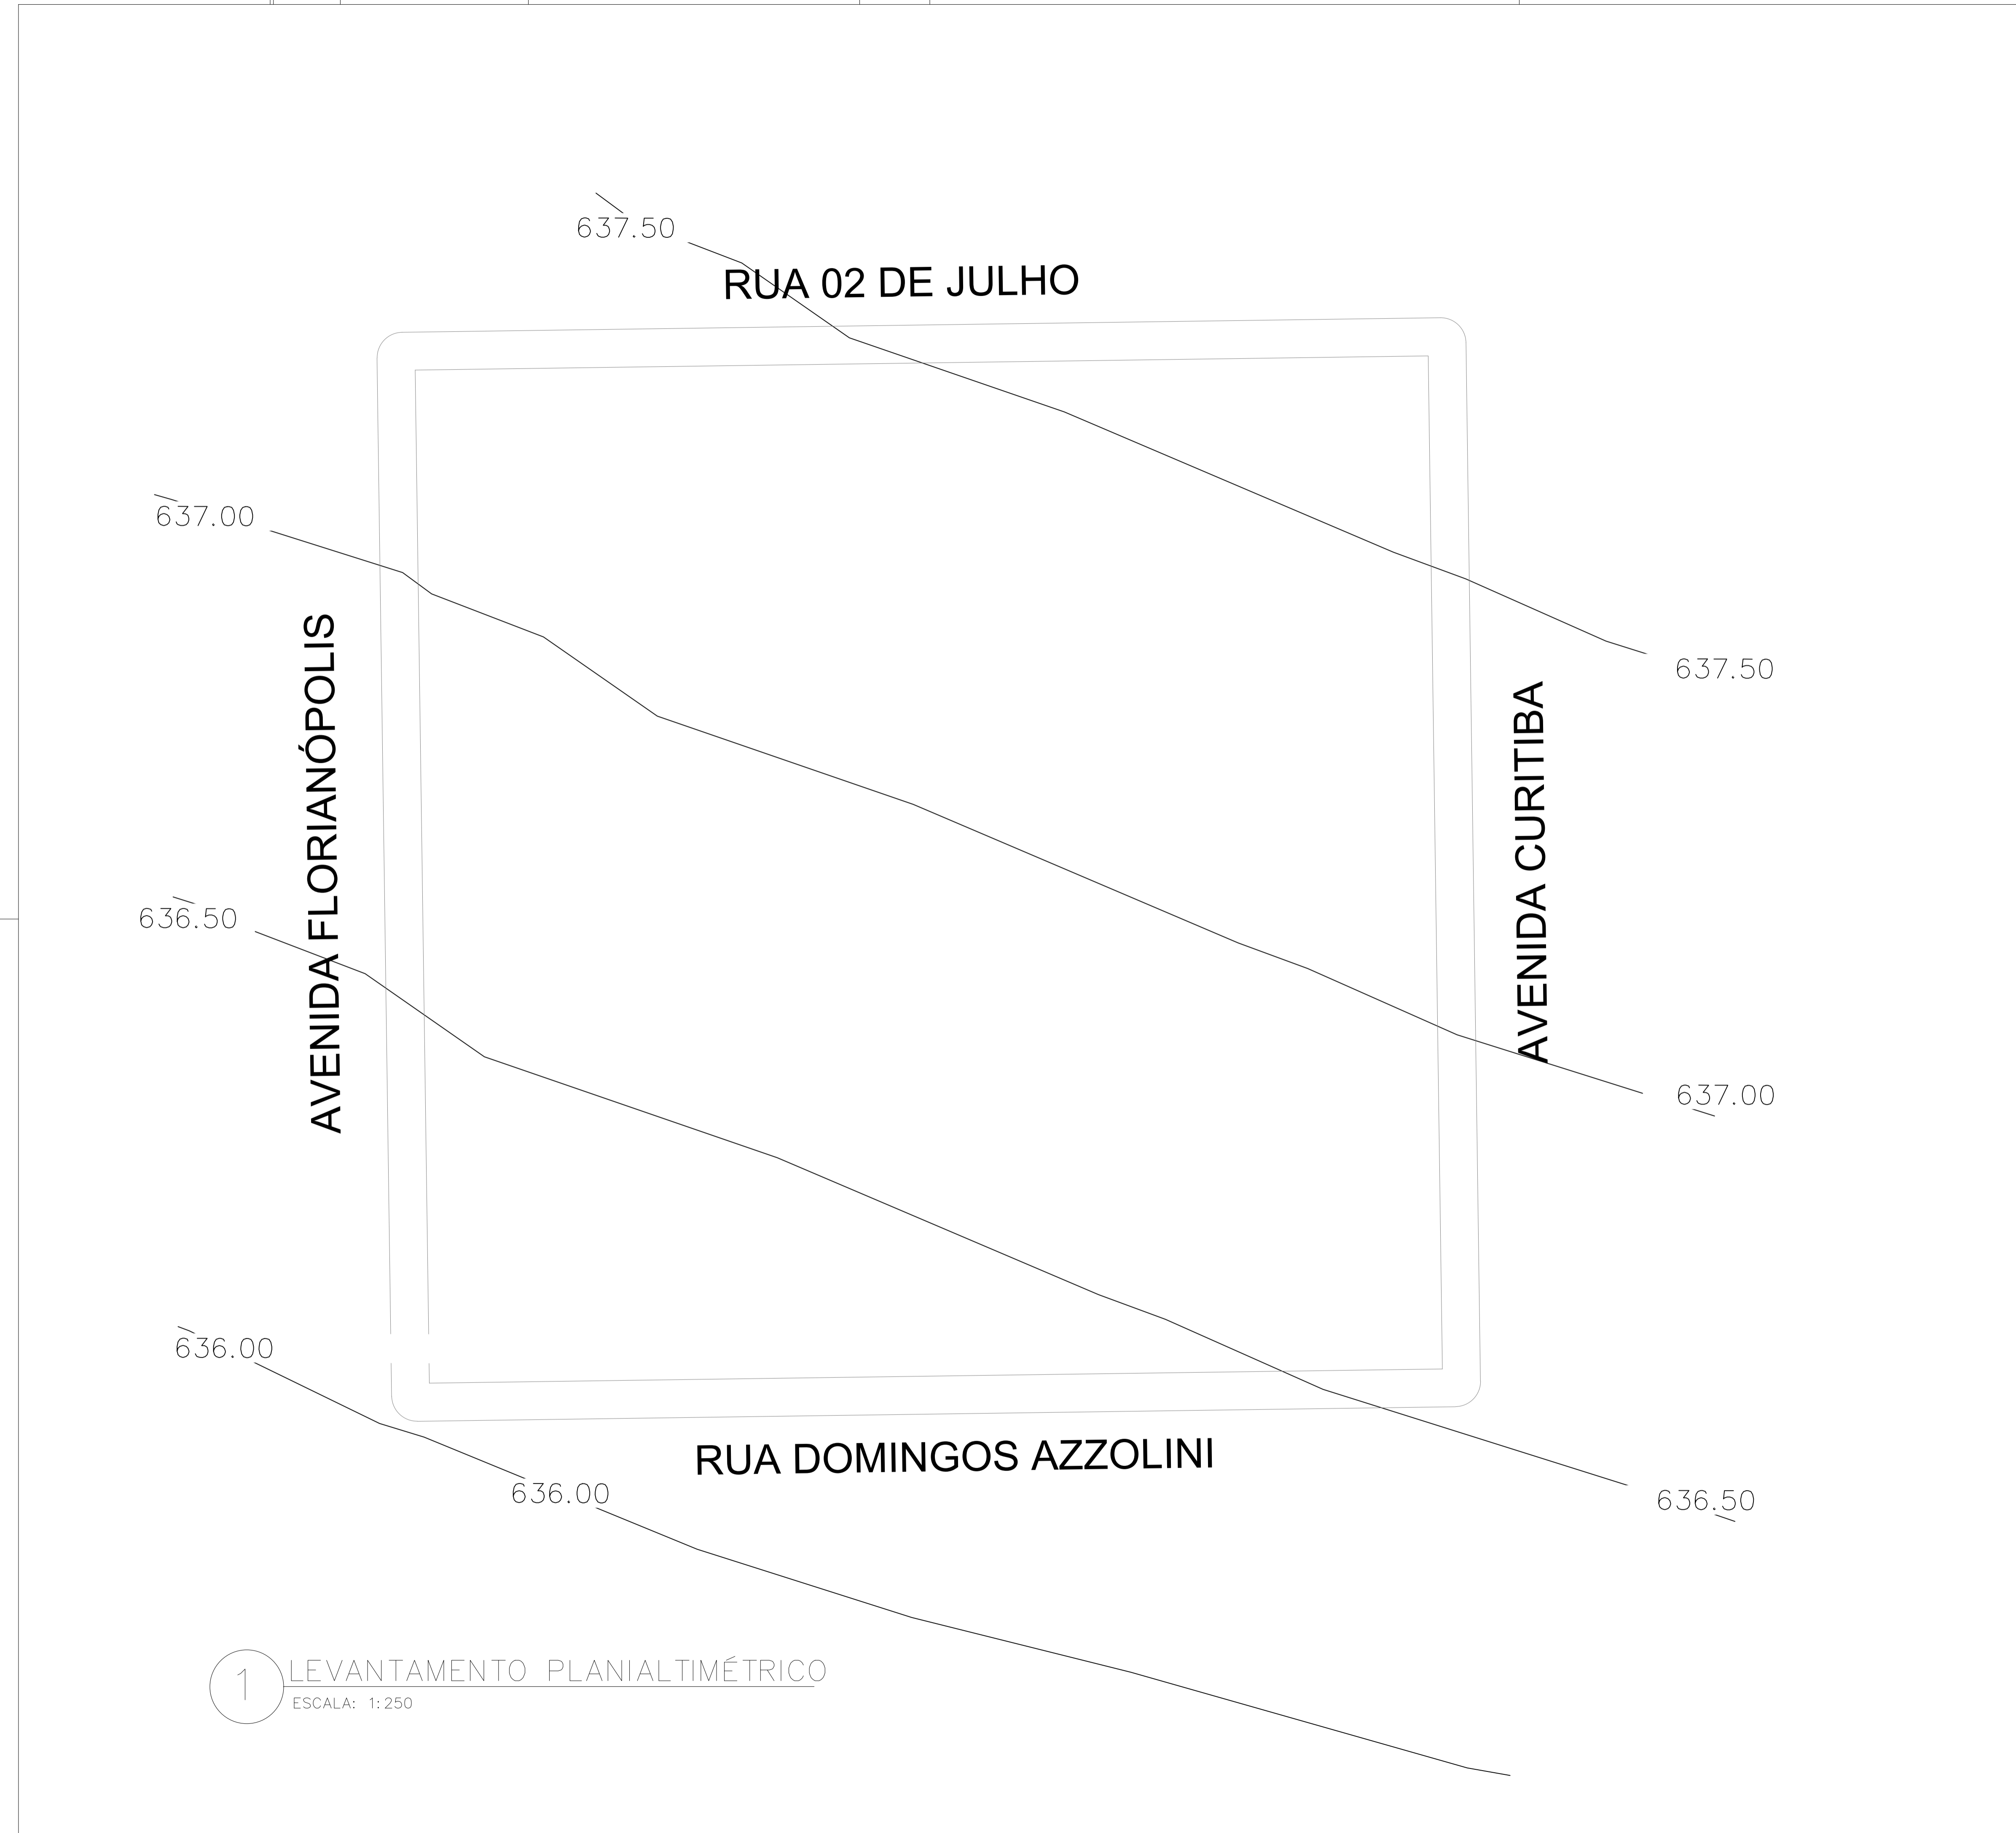 637.50
RUA 02 DE JULHO
637.00
AVENIDA FLORIANÓPOLIS
637.50
AVENIDA CURITIBA
636.50
637.00
636.00
RUA DOMINGOS AZZOLINI
636.00
636.50
1
LEVANTAMENTO PLANIALTIMÉTRICO
ESCALA: 1:250